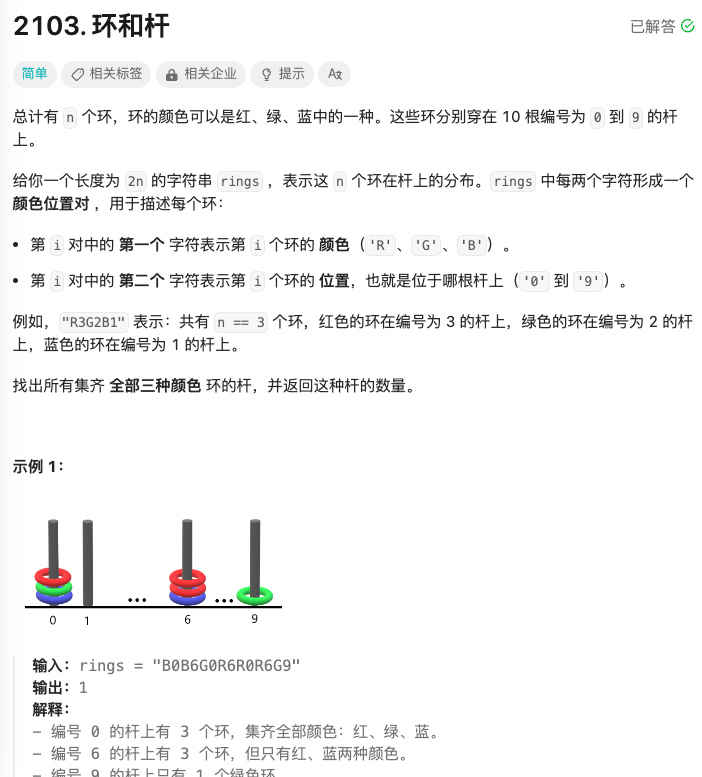 2103. 环和杆
已解答
简单 相关标签 相关企业 提示 Aあ
总计有 n 个环，环的颜色可以是红、绿、蓝中的一种。这些环分别穿在 10 根编号为 0 到 9 的杆
上。
给你一个长度为 2n 的字符串 rings ，表示这 n 个环在杆上的分布。rings 中每两个字符形成一个
颜色位置对 ，用于描述每个环：
• 第 i 对中的 第一个 字符表示第 i 个环的 颜色（'R'、'G'、'B'）。
• 第 i 对中的 第二个 字符表示第 i 个环的 位置，也就是位于哪根杆上（'0' 到 '9'）。
例如，"R3G2B1" 表示：共有 n == 3 个环，红色的环在编号为 3 的杆上，绿色的环在编号为 2 的杆
上，蓝色的环在编号为 1 的杆上。
找出所有集齐 全部三种颜色 环的杆，并返回这种杆的数量。
示例 1：
... ...
0 1 6 9
输入：rings = "B0B6G0R6R0R6G9"
输出：1
解释：
- 编号 0 的杆上有 3 个环，集齐全部颜色：红、绿、蓝。
- 编号 6 的杆上有 3 个环，但只有红、蓝两种颜色。
- 编号 9 的杆上只有 1 个绿色环